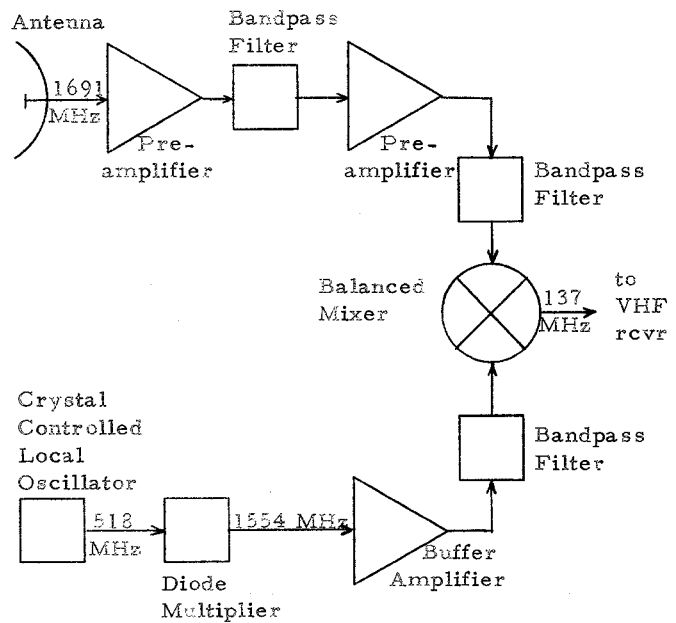 Antenna
Bandpass
Filter
1691
MHz
Pre-
amplifier
Pre-
amplifier
Bandpass
Filter
Balanced
Mixer
137
MHz
to
VHF
rcvr
Crystal
Controlled
Local
Oscillator
518
MHz
1554 MHz
Bandpass
Filter
Buffer
Amplifier
Diode
Multiplier